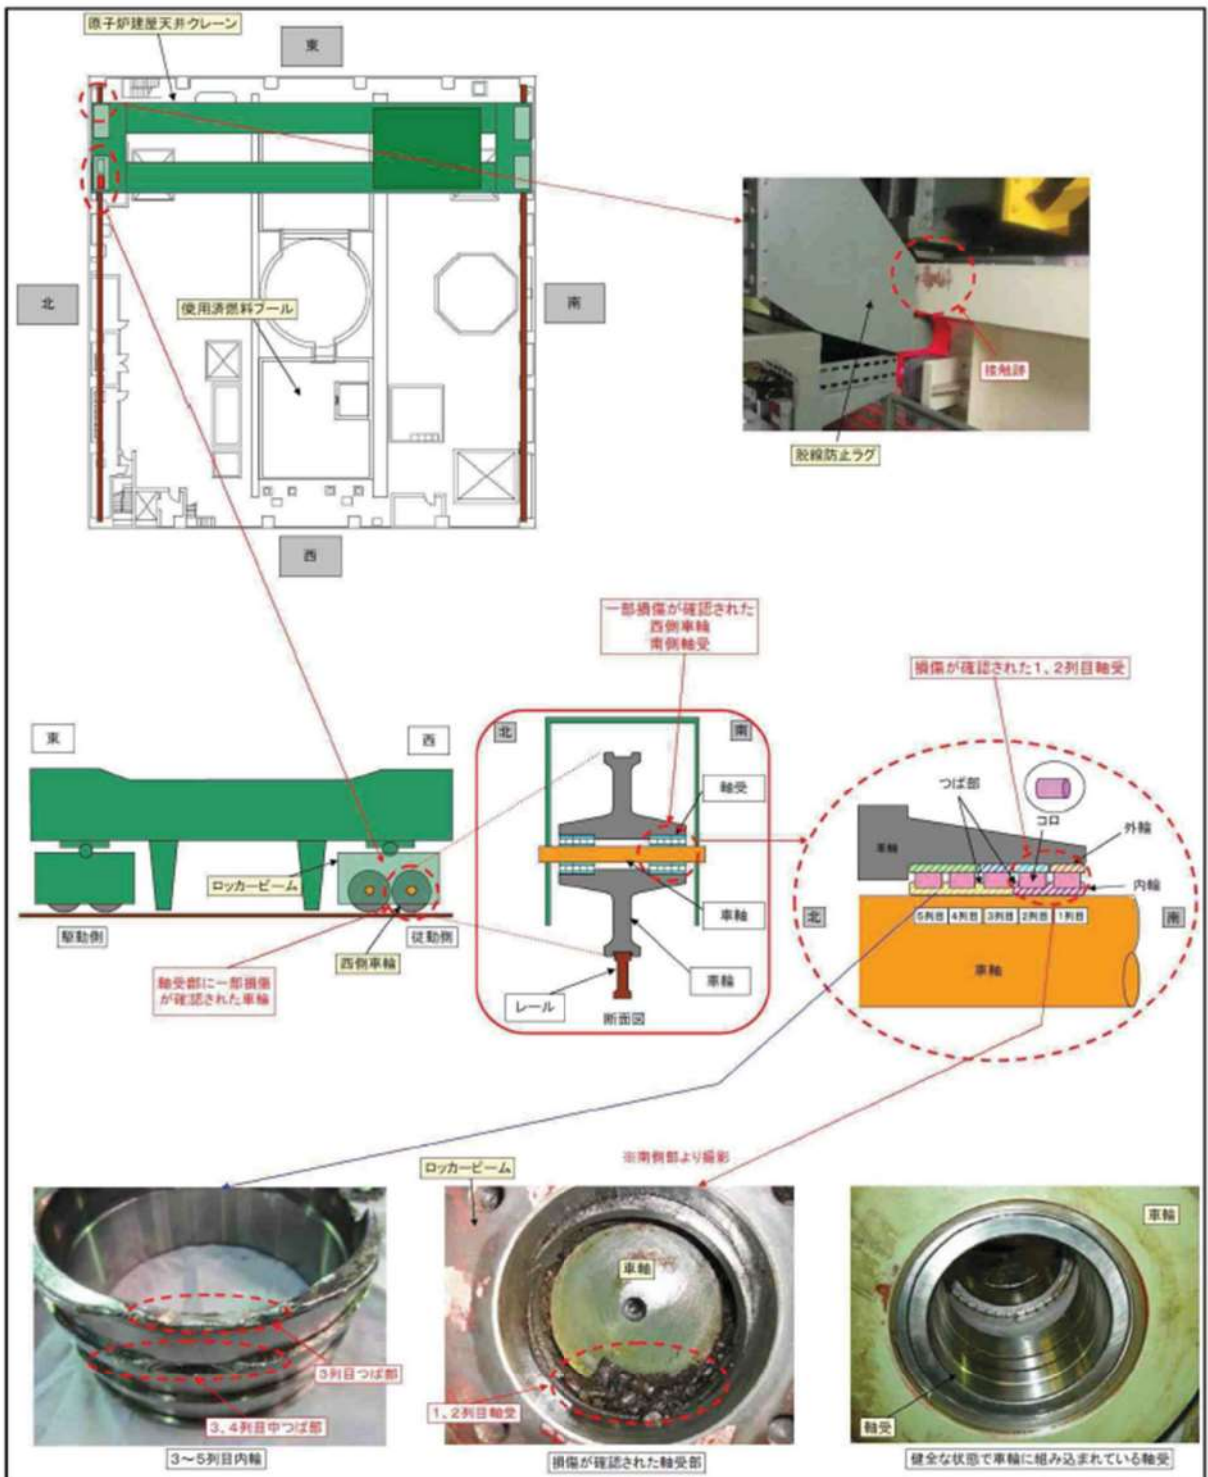 原子炉建屋天井クレーン
東
北
南
使用済燃料プール
西
接触跡
脱線防止ラグ
一部損傷が確認された
西側車輪
南側軸受
損傷が確認された1、2列目軸受
東
西
ロッカービーム
駆動側
従動側
西側車輪
軸受部に一部損傷
が確認された車輪
北
南
軸受
車軸
車輪
レール
断面図
つば部
コロ
外輪
車輪
内輪
北
5列目
4列目
3列目
2列目
1列目
南
車軸
ロッカービーム
※南側部より撮影
3列目つば部
3、4列目中つば部
3~5列目内輪
車軸
1、2列目軸受
損傷が確認された軸受部
車輪
軸受
健全な状態で車輪に組み込まれている軸受